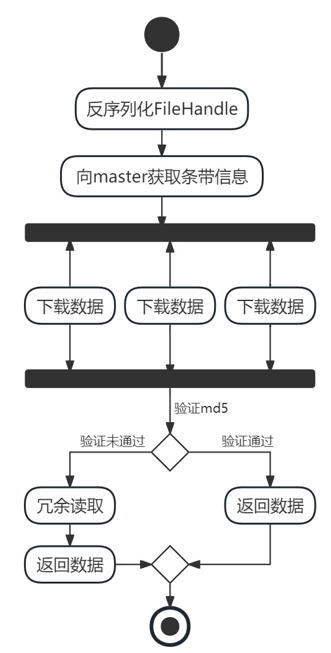 反序列化FileHandle
向master获取条带信息
下载数据
下载数据
下载数据
验证md5
验证未通过
验证通过
冗余读取
返回数据
返回数据